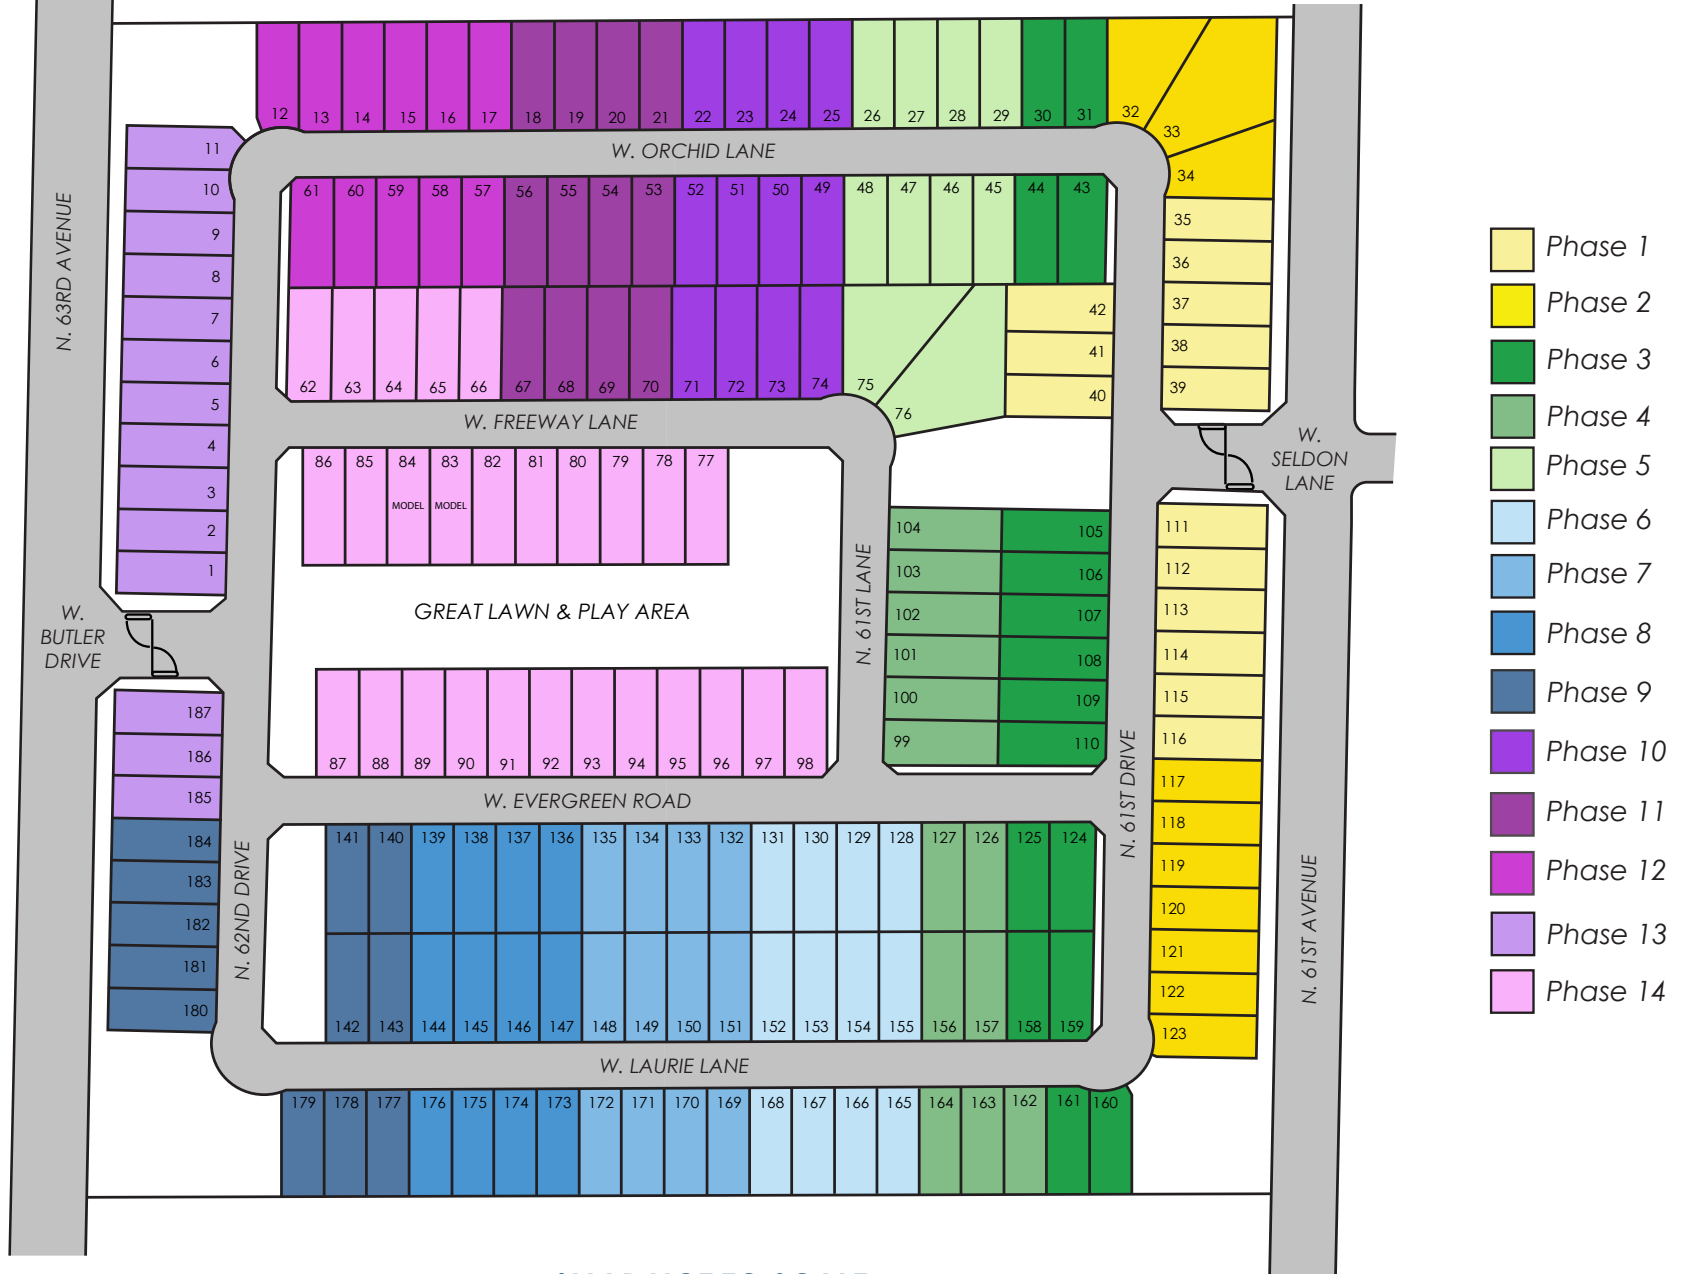 12 13 14 15 16 17 18 19 20 21 22 23 24 25 26 27 28 29 30 31 32
33
34
W. ORCHID LANE
11
10
9
8
7
6
5
4
3
2
1
N. 63RD AVENUE
61 60 59 58 57 56 55 54 53 52 51 50 49 48 47 46 45 44 43
35
36
37
38
39
42
41
40
62 63 64 65 66 67 68 69 70 71 72 73 74 75
76
W. FREEWAY LANE
W.
SELDON
LANE
86 85 84 83 82 81 80 79 78 77
MODEL MODEL
104 105
103 106
102 107
101 108
100 109
99 110
N. 61ST LANE
111
112
113
114
115
116
117
118
119
120
121
122
123
GREAT LAWN & PLAY AREA
W.
BUTLER
DRIVE
87 88 89 90 91 92 93 94 95 96 97 98
187
186
185
184
183
182
181
180
W. EVERGREEN ROAD
N. 61ST DRIVE
N. 62ND DRIVE
N. 61ST AVENUE
141 140 139 138 137 136 135 134 133 132 131 130 129 128 127 126 125 124
142 143 144 145 146 147 148 149 150 151 152 153 154 155 156 157 158 159
W. LAURIE LANE
179 178 177 176 175 174 173 172 171 170 169 168 167 166 165 164 163 162 161 160
Phase 1
Phase 2
Phase 3
Phase 4
Phase 5
Phase 6
Phase 7
Phase 8
Phase 9
Phase 10
Phase 11
Phase 12
Phase 13
Phase 14